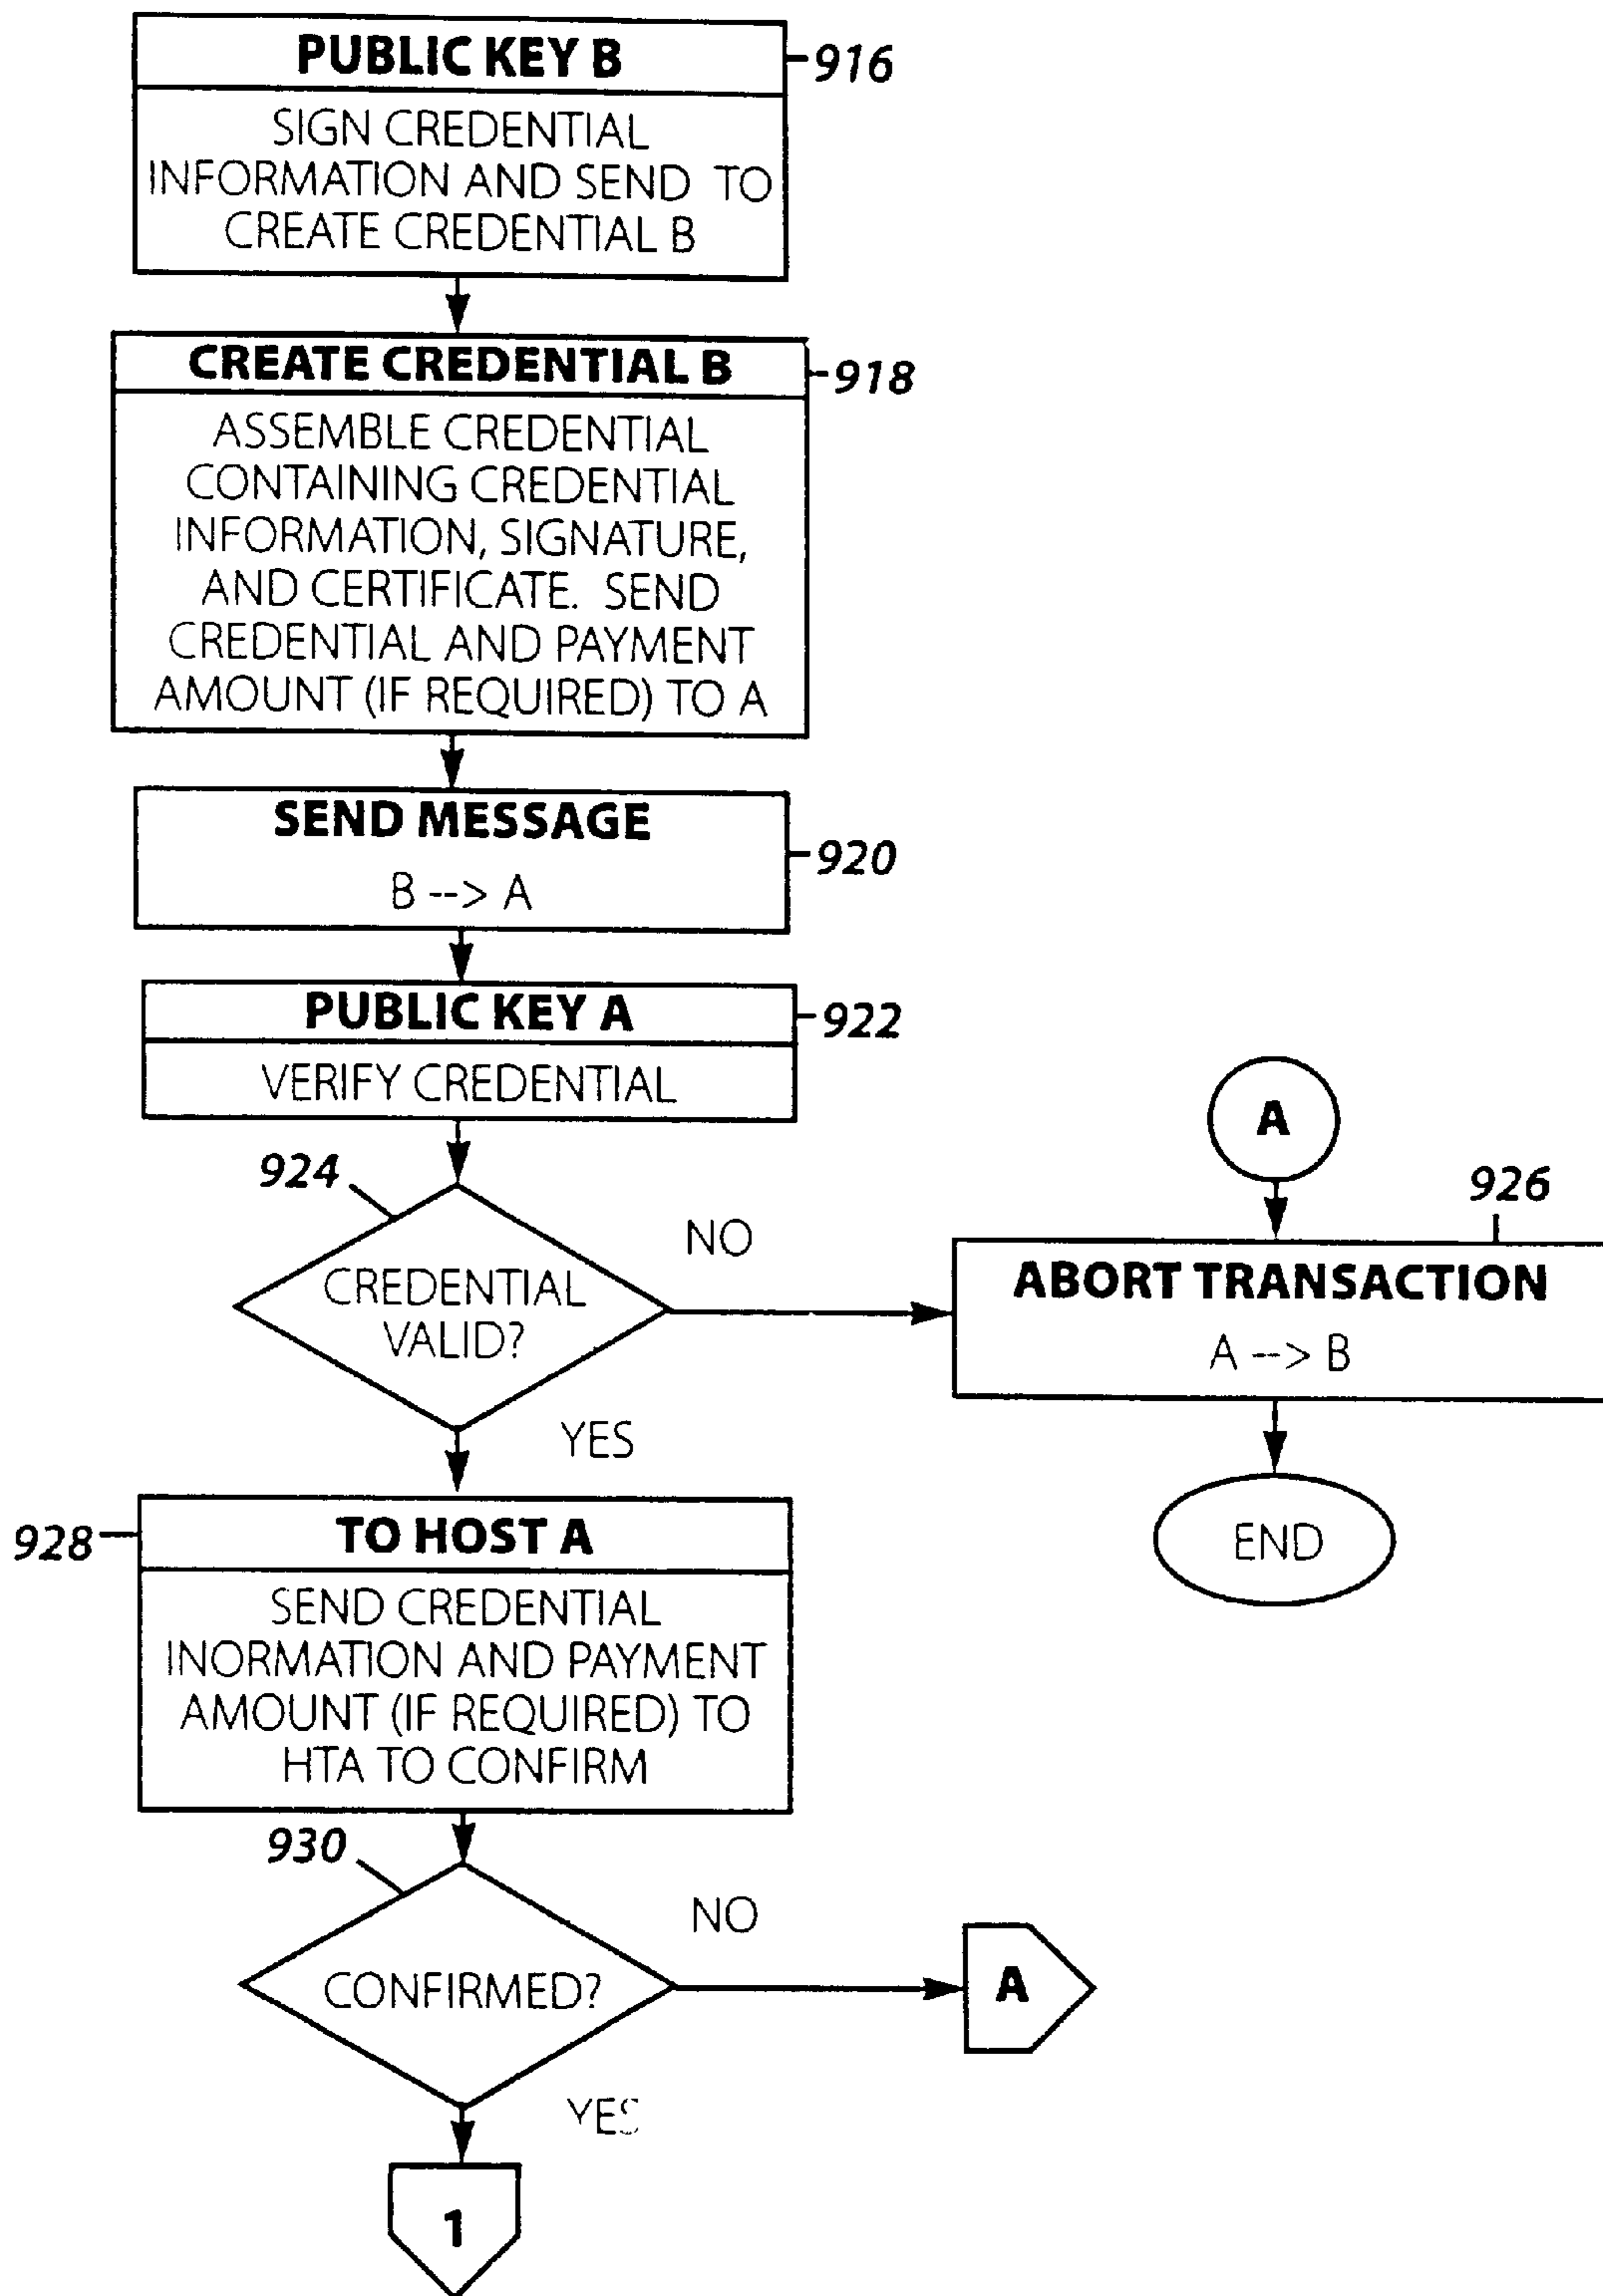 PUBLIC KEY B
916
SIGN CREDENTIAL
INFORMATION AND SEND TO
CREATE CREDENTIAL B
CREATE CREDENTIAL B
918
ASSEMBLE CREDENTIAL
CONTAINING CREDENTIAL
INFORMATION, SIGNATURE,
AND CERTIFICATE. SEND
CREDENTIAL AND PAYMENT
AMOUNT (IF REQUIRED) TO A
SEND MESSAGE
920
B --> A
PUBLIC KEY A
922
VERIFY CREDENTIAL
924
CREDENTIAL
VALID?
NO
YES
A
926
ABORT TRANSACTION
A --> B
END
928
TO HOST A
SEND CREDENTIAL
INORMATION AND PAYMENT
AMOUNT (IF REQUIRED) TO
HTA TO CONFIRM
930
CONFIRMED?
NO
A
YES
1